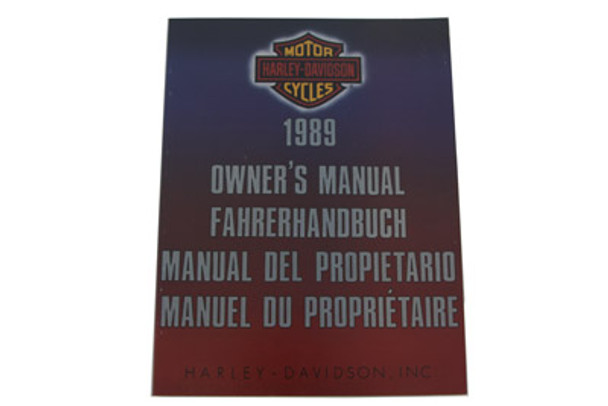 MOTOR
HARLEY-DAVIDSON
CYCLES
1989
OWNER'S MANUAL
FAHRERHANDBUCH
MANUAL DEL PROPIETARIO
MANUEL DU PROPRIÉTAIRE
HARLEY-DAVIDSON, INC